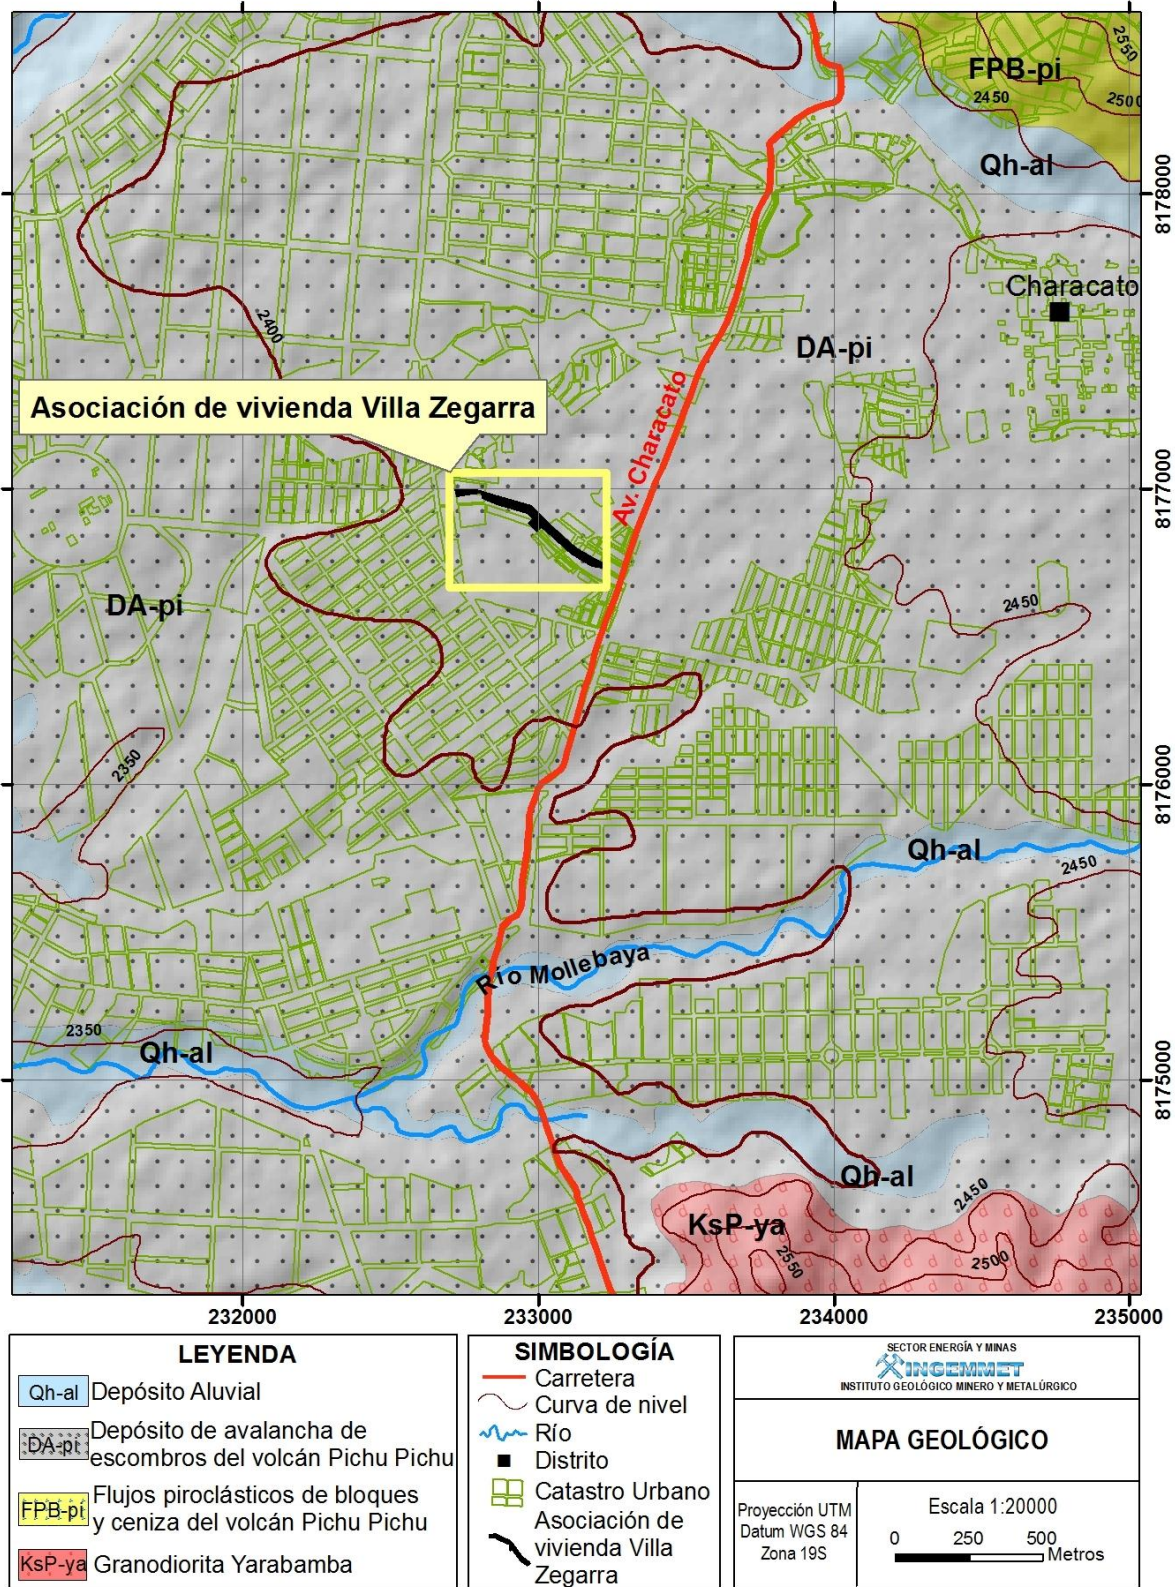 2550
FPB-pi
2450
2500
Qh-al
8178000
Characato
2400
DA-pi
Asociación de vivienda Villa Zegarra
Av. Characato
8177000
DA-pi
2450
2350
8176000
Qh-al
2450
Río Mollebaya
2350
Qh-al
8175000
Qh-al
2450
KsP-ya
2550
2500
232000
233000
234000
235000
LEYENDA
Qh-al Depósito Aluvial
DA-pi Depósito de avalancha de
escombros del volcán Pichu Pichu
FPB-pi Flujos piroclásticos de bloques
y ceniza del volcán Pichu Pichu
KsP-ya Granodiorita Yarabamba
SIMBOLOGÍA
Carretera
Curva de nivel
Río
Distrito
Catastro Urbano
Asociación de
vivienda Villa
Zegarra
SECTOR ENERGÍA Y MINAS
INGEMMET
INSTITUTO GEOLÓGICO MINERO Y METALÚRGICO
MAPA GEOLÓGICO
Proyección UTM
Datum WGS 84
Zona 19S
Escala 1:20000
0 250 500
Metros